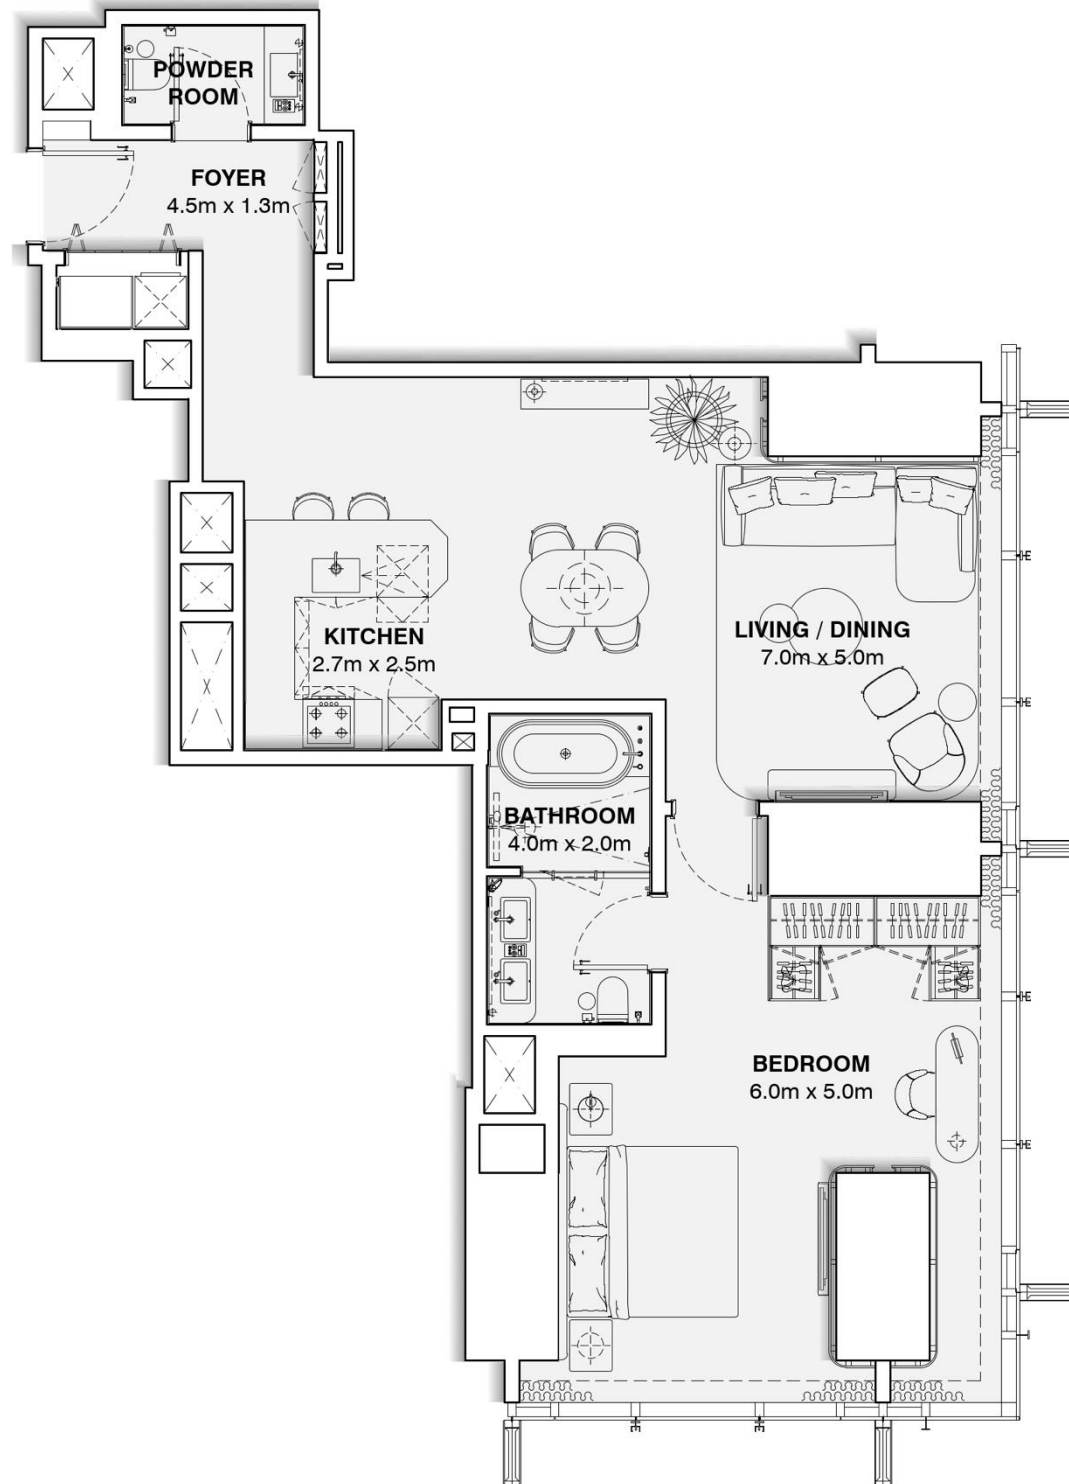 POWDER
ROOM
FOYER
4.5m x 1.3m
KITCHEN
2.7m x 2.5m
LIVING / DINING
7.0m x 5.0m
BATHROOM
4.0m x 2.0m
BEDROOM
6.0m x 5.0m